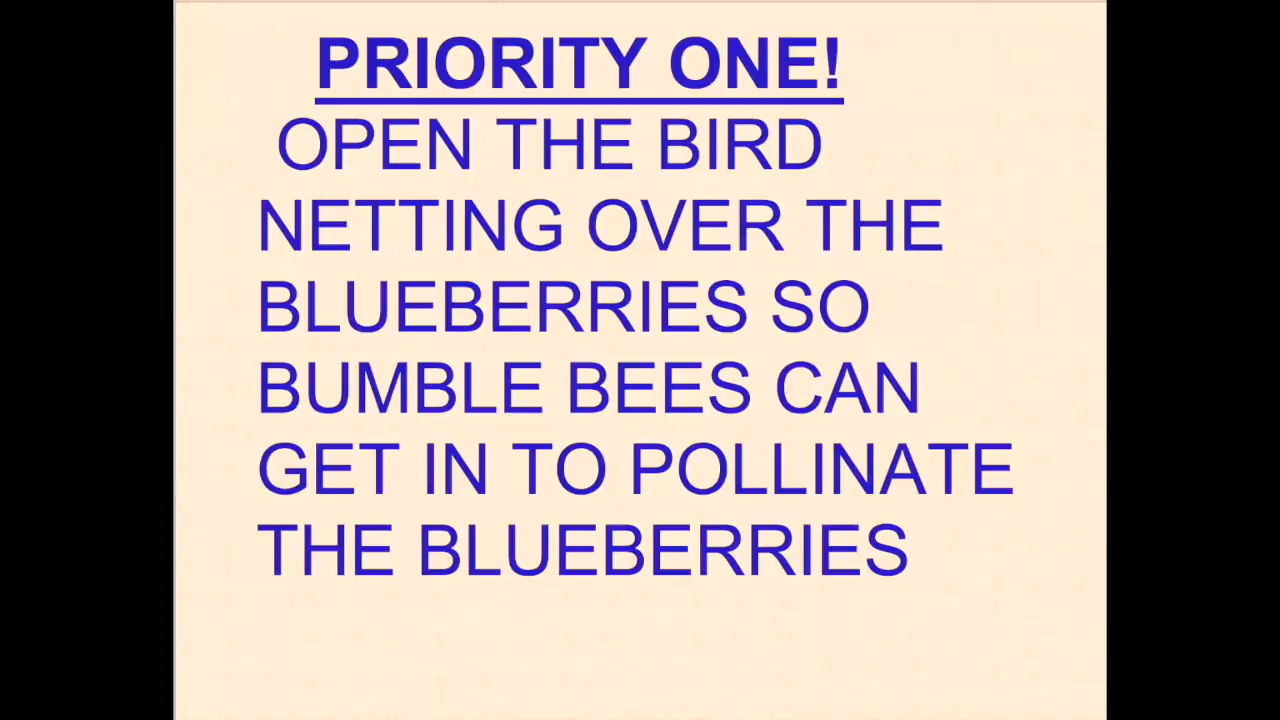 PRIORITY ONE!
OPEN THE BIRD
NETTING OVER THE
BLUEBERRIES SO
BUMBLE BEES CAN
GET IN TO POLLINATE
THE BLUEBERRIES